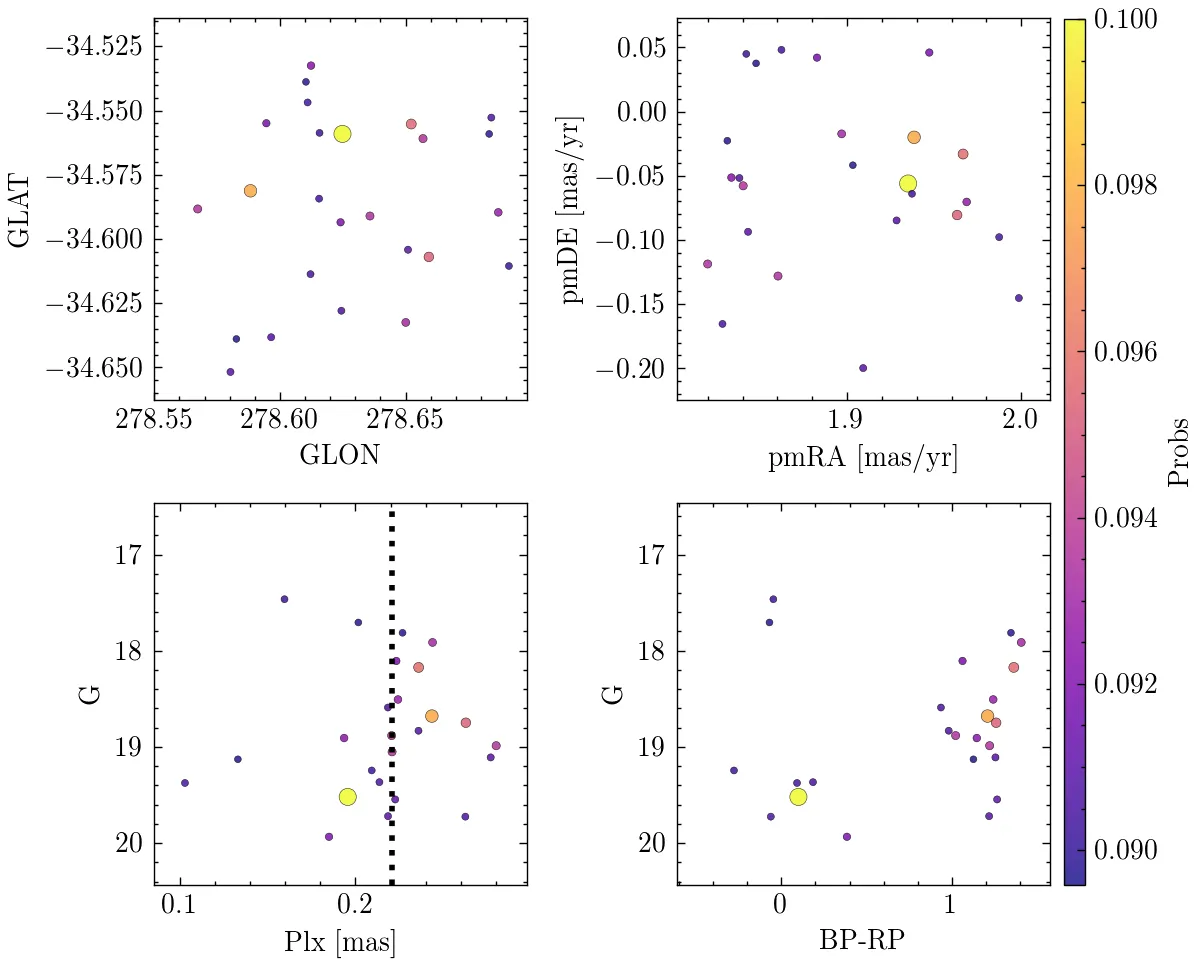 −34.525
−34.550
−34.575
−34.600
−34.625
−34.650
GLAT
278.55 278.60 278.65
GLON
0.05
0.00
−0.05
−0.10
−0.15
−0.20
pmDE [mas/yr]
1.9 2.0
pmRA [mas/yr]
0.100
0.098
0.096
0.094
0.092
0.090
Probs
17
18
19
20
G
0.1 0.2
Plx [mas]
17
18
19
20
G
0 1
BP-RP